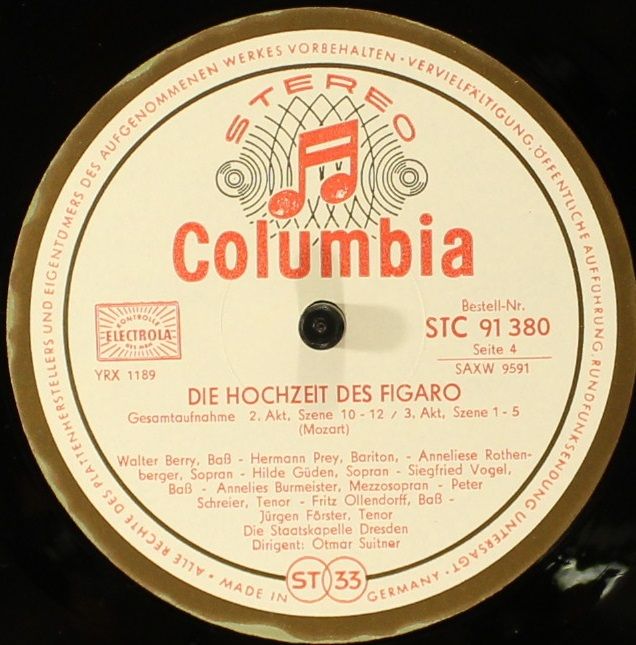 ALLE RECHTE DES PLATTENHERSTELLERS UND EIGENTÜMERS DES AUFGENOMMENEN WERKES VORBEHALTEN · VERVIELFÄLTIGUNG, ÖFFENTLICHE AUFFÜHRUNG, RUNDFUNKSENDUNG UNTERSAGT · MADE IN GERMANY ·
STEREO
Columbia
ELECTROLA
YRX 1189
Bestell-Nr.
STC 91 380
Seite 4
SAXW 9591
DIE HOCHZEIT DES FIGARO
Gesamtaufnahme 2. Akt, Szene 10 - 12 / 3. Akt, Szene 1 - 5
(Mozart)
Walter Berry, Baß - Hermann Prey, Bariton, - Anneliese Rothen-
berger, Sopran - Hilde Güden, Sopran - Siegfried Vogel,
Baß - Annelies Burmeister, Mezzosopran - Peter
Schreier, Tenor - Fritz Ollendorff, Baß -
Jürgen Förster, Tenor
Die Staatskapelle Dresden
Dirigent: Otmar Suitner
ST 33